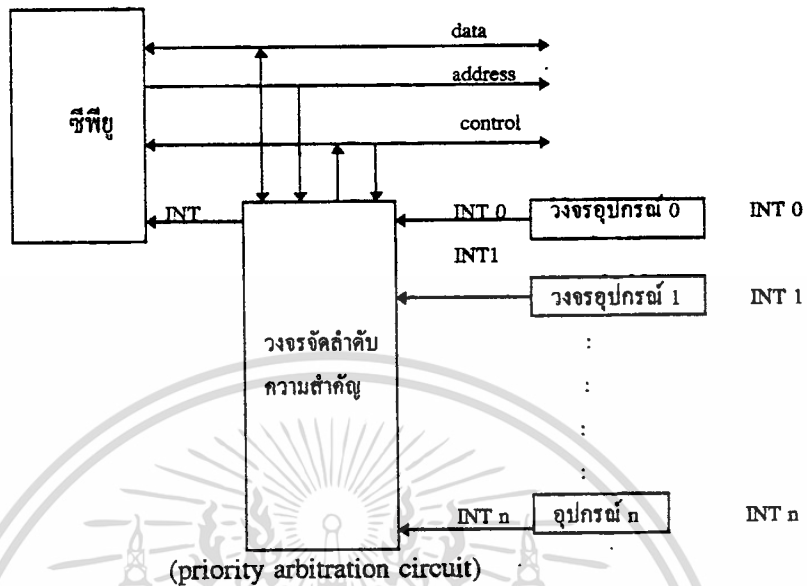 data
address
ซีพียู
control
INT
INT 0
วงจรอุปกรณ์ 0
INT 0
INT1
วงจรอุปกรณ์ 1
INT 1
วงจรจัดลำดับ
ความสำคัญ
:
:
:
:
INT n
อุปกรณ์ n
INT n
(priority arbitration circuit)